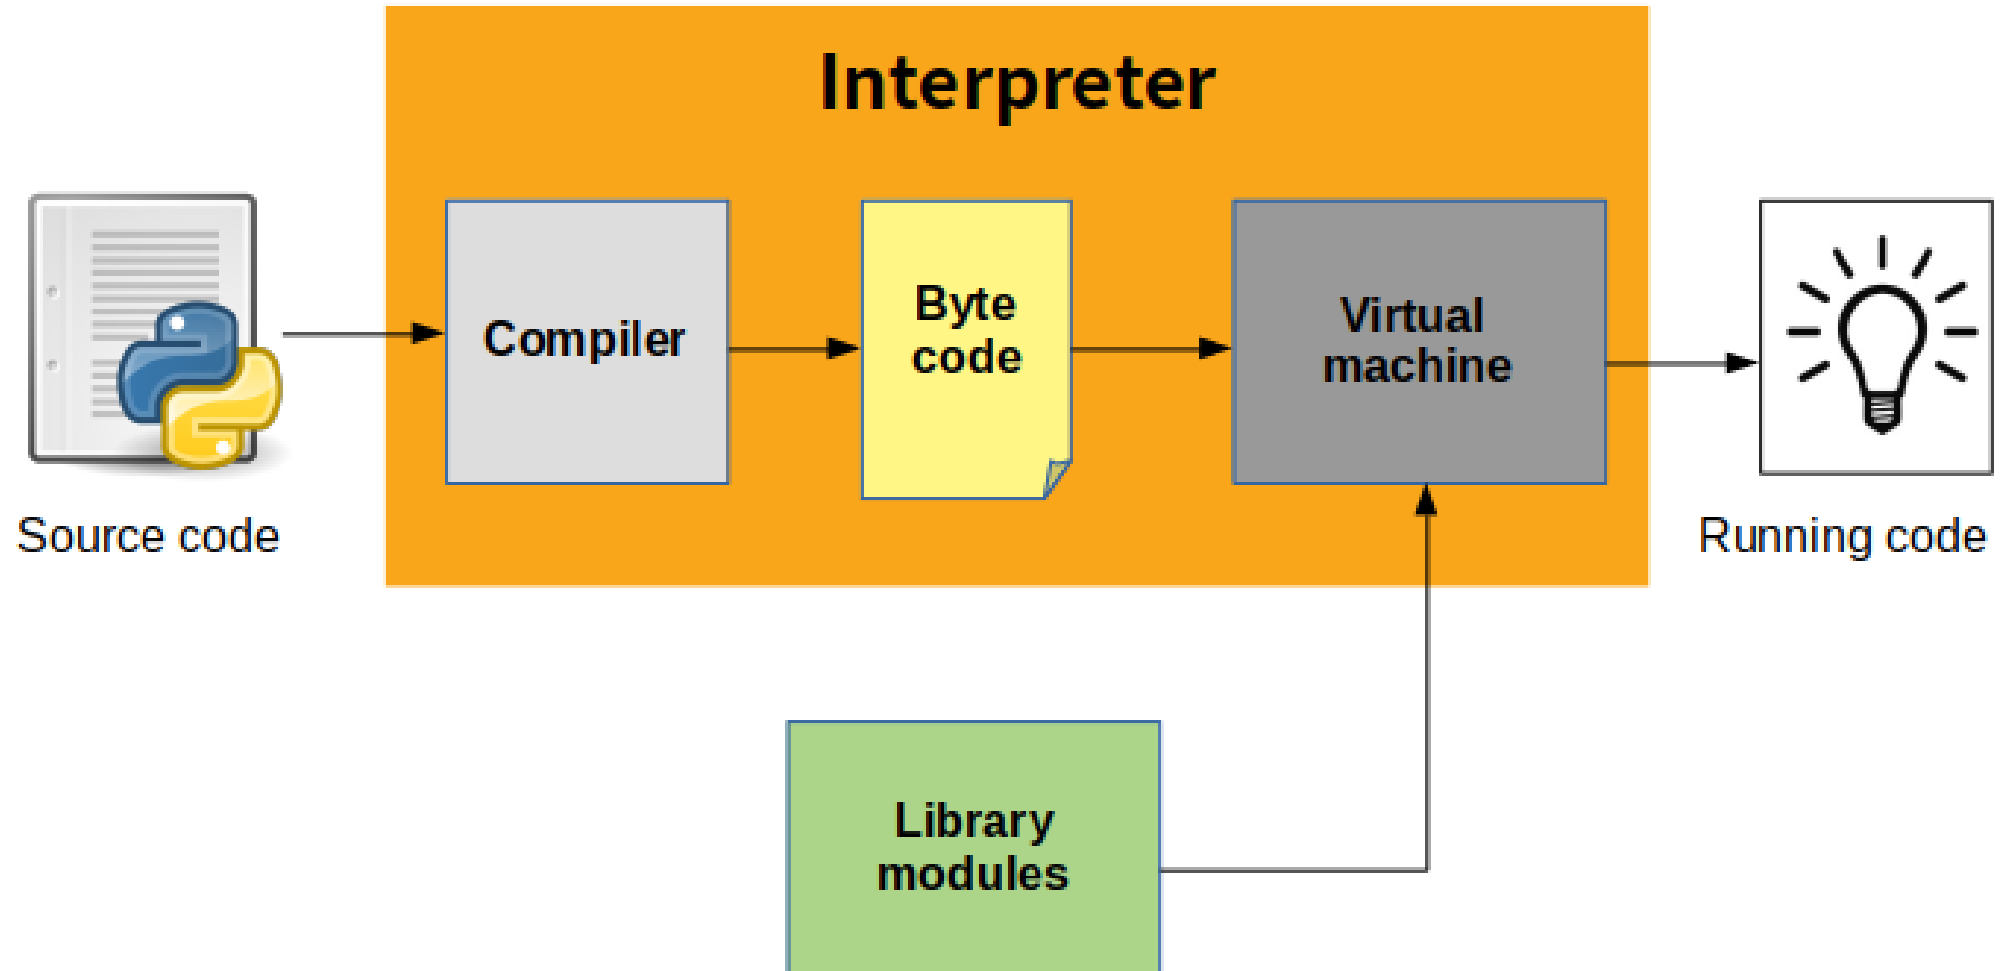 Interpreter
Compiler
Byte
code
Virtual
machine
Source code
Running code
Library
modules